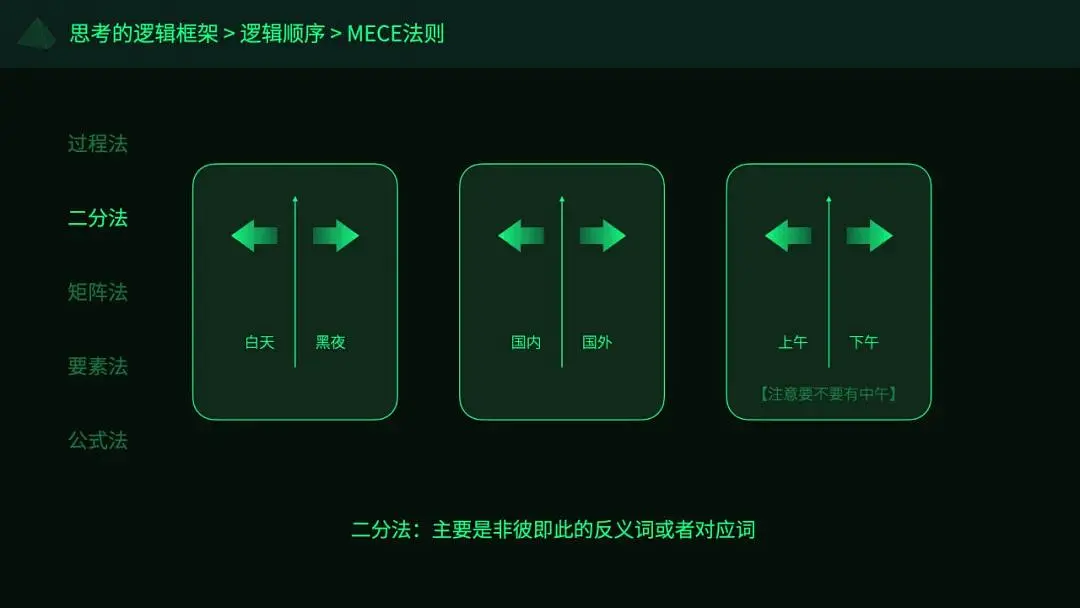 思考的逻辑框架 > 逻辑顺序 > MECE法则
过程法
二分法
矩阵法
要素法
公式法
白天 黑夜
国内 国外
上午 下午
【注意要不要有中午】
二分法：主要是非彼即此的反义词或者对应词